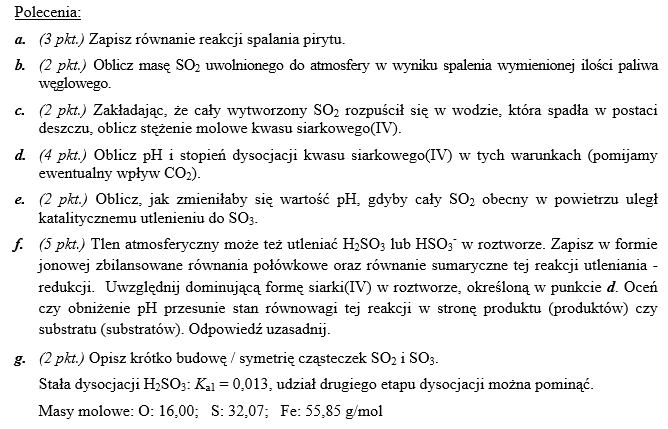 Polecenia:
a. (3 pkt.) Zapisz równanie reakcji spalania pirytu.
b. (2 pkt.) Oblicz masę SO₂ uwolnionego do atmosfery w wyniku spalenia wymienionej ilości paliwa
węglowego.
c. (2 pkt.) Zakładając, że cały wytworzony SO₂ rozpuścił się w wodzie, która spadła w postaci
deszczu, oblicz stężenie molowe kwasu siarkowego(IV).
d. (4 pkt.) Oblicz pH i stopień dysocjacji kwasu siarkowego(IV) w tych warunkach (pomijamy
ewentualny wpływ CO₂).
e. (2 pkt.) Oblicz, jak zmieniłaby się wartość pH, gdyby cały SO₂ obecny w powietrzu uległ
katalitycznemu utlenieniu do SO₃.
f. (5 pkt.) Tlen atmosferyczny może też utleniać H₂SO₃ lub HSO₃⁻ w roztworze. Zapisz w formie
jonowej zbilansowane równania połówkowe oraz równanie sumaryczne tej reakcji utleniania -
redukcji. Uwzględnij dominującą formę siarki(IV) w roztworze, określoną w punkcie d. Oceń
czy obniżenie pH przesunie stan równowagi tej reakcji w stronę produktu (produktów) czy
substratu (substratów). Odpowiedź uzasadnij.
g. (2 pkt.) Opisz krótko budowę / symetrię cząsteczek SO₂ i SO₃.
Stała dysocjacji H₂SO₃: Kₐ₁ = 0,013, udział drugiego etapu dysocjacji można pominąć.
Masy molowe: O: 16,00; S: 32,07; Fe: 55,85 g/mol